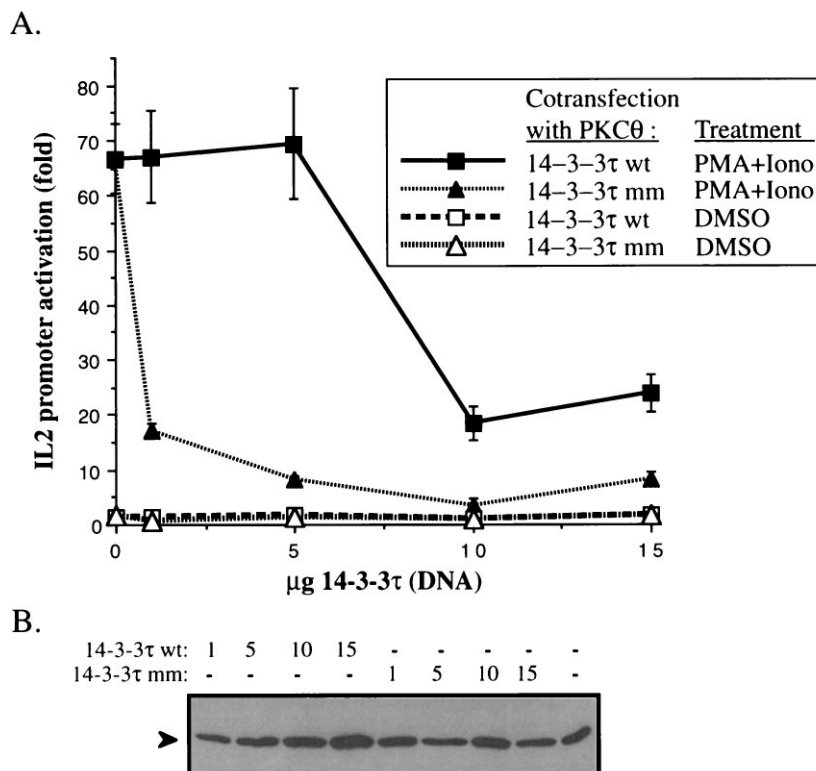 A.
IL2 promoter activation (fold)
80
70
60
50
40
30
20
10
0
Cotransfection
with PKCθ : Treatment
14-3-3τ wt PMA+Iono
14-3-3τ mm PMA+Iono
14-3-3τ wt DMSO
14-3-3τ mm DMSO
0 5 10 15
μg 14-3-3τ (DNA)
B.
14-3-3τ wt: 1 5 10 15 - - - - -
14-3-3τ mm: - - - - 1 5 10 15 -